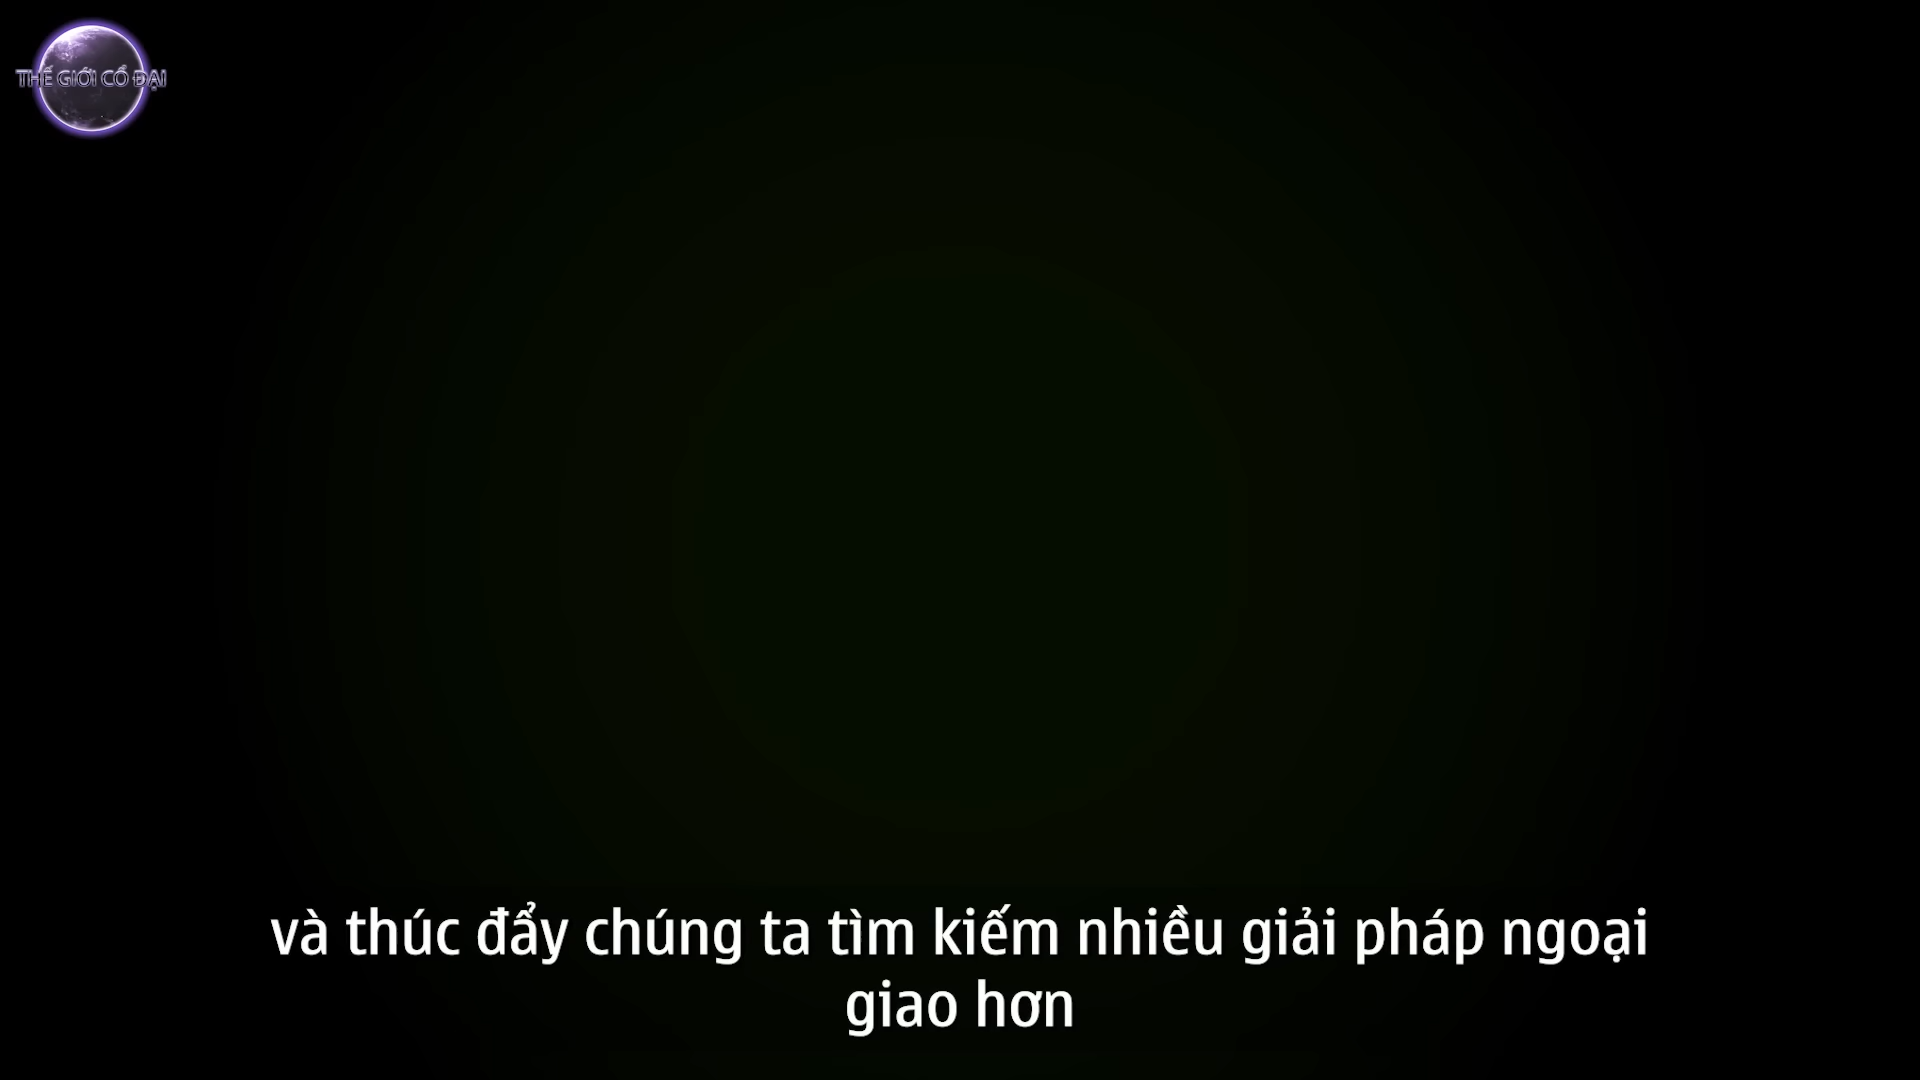 THẾ GIỚI CỔ ĐẠI
và thúc đẩy chúng ta tìm kiếm nhiều giải pháp ngoại
giao hơn